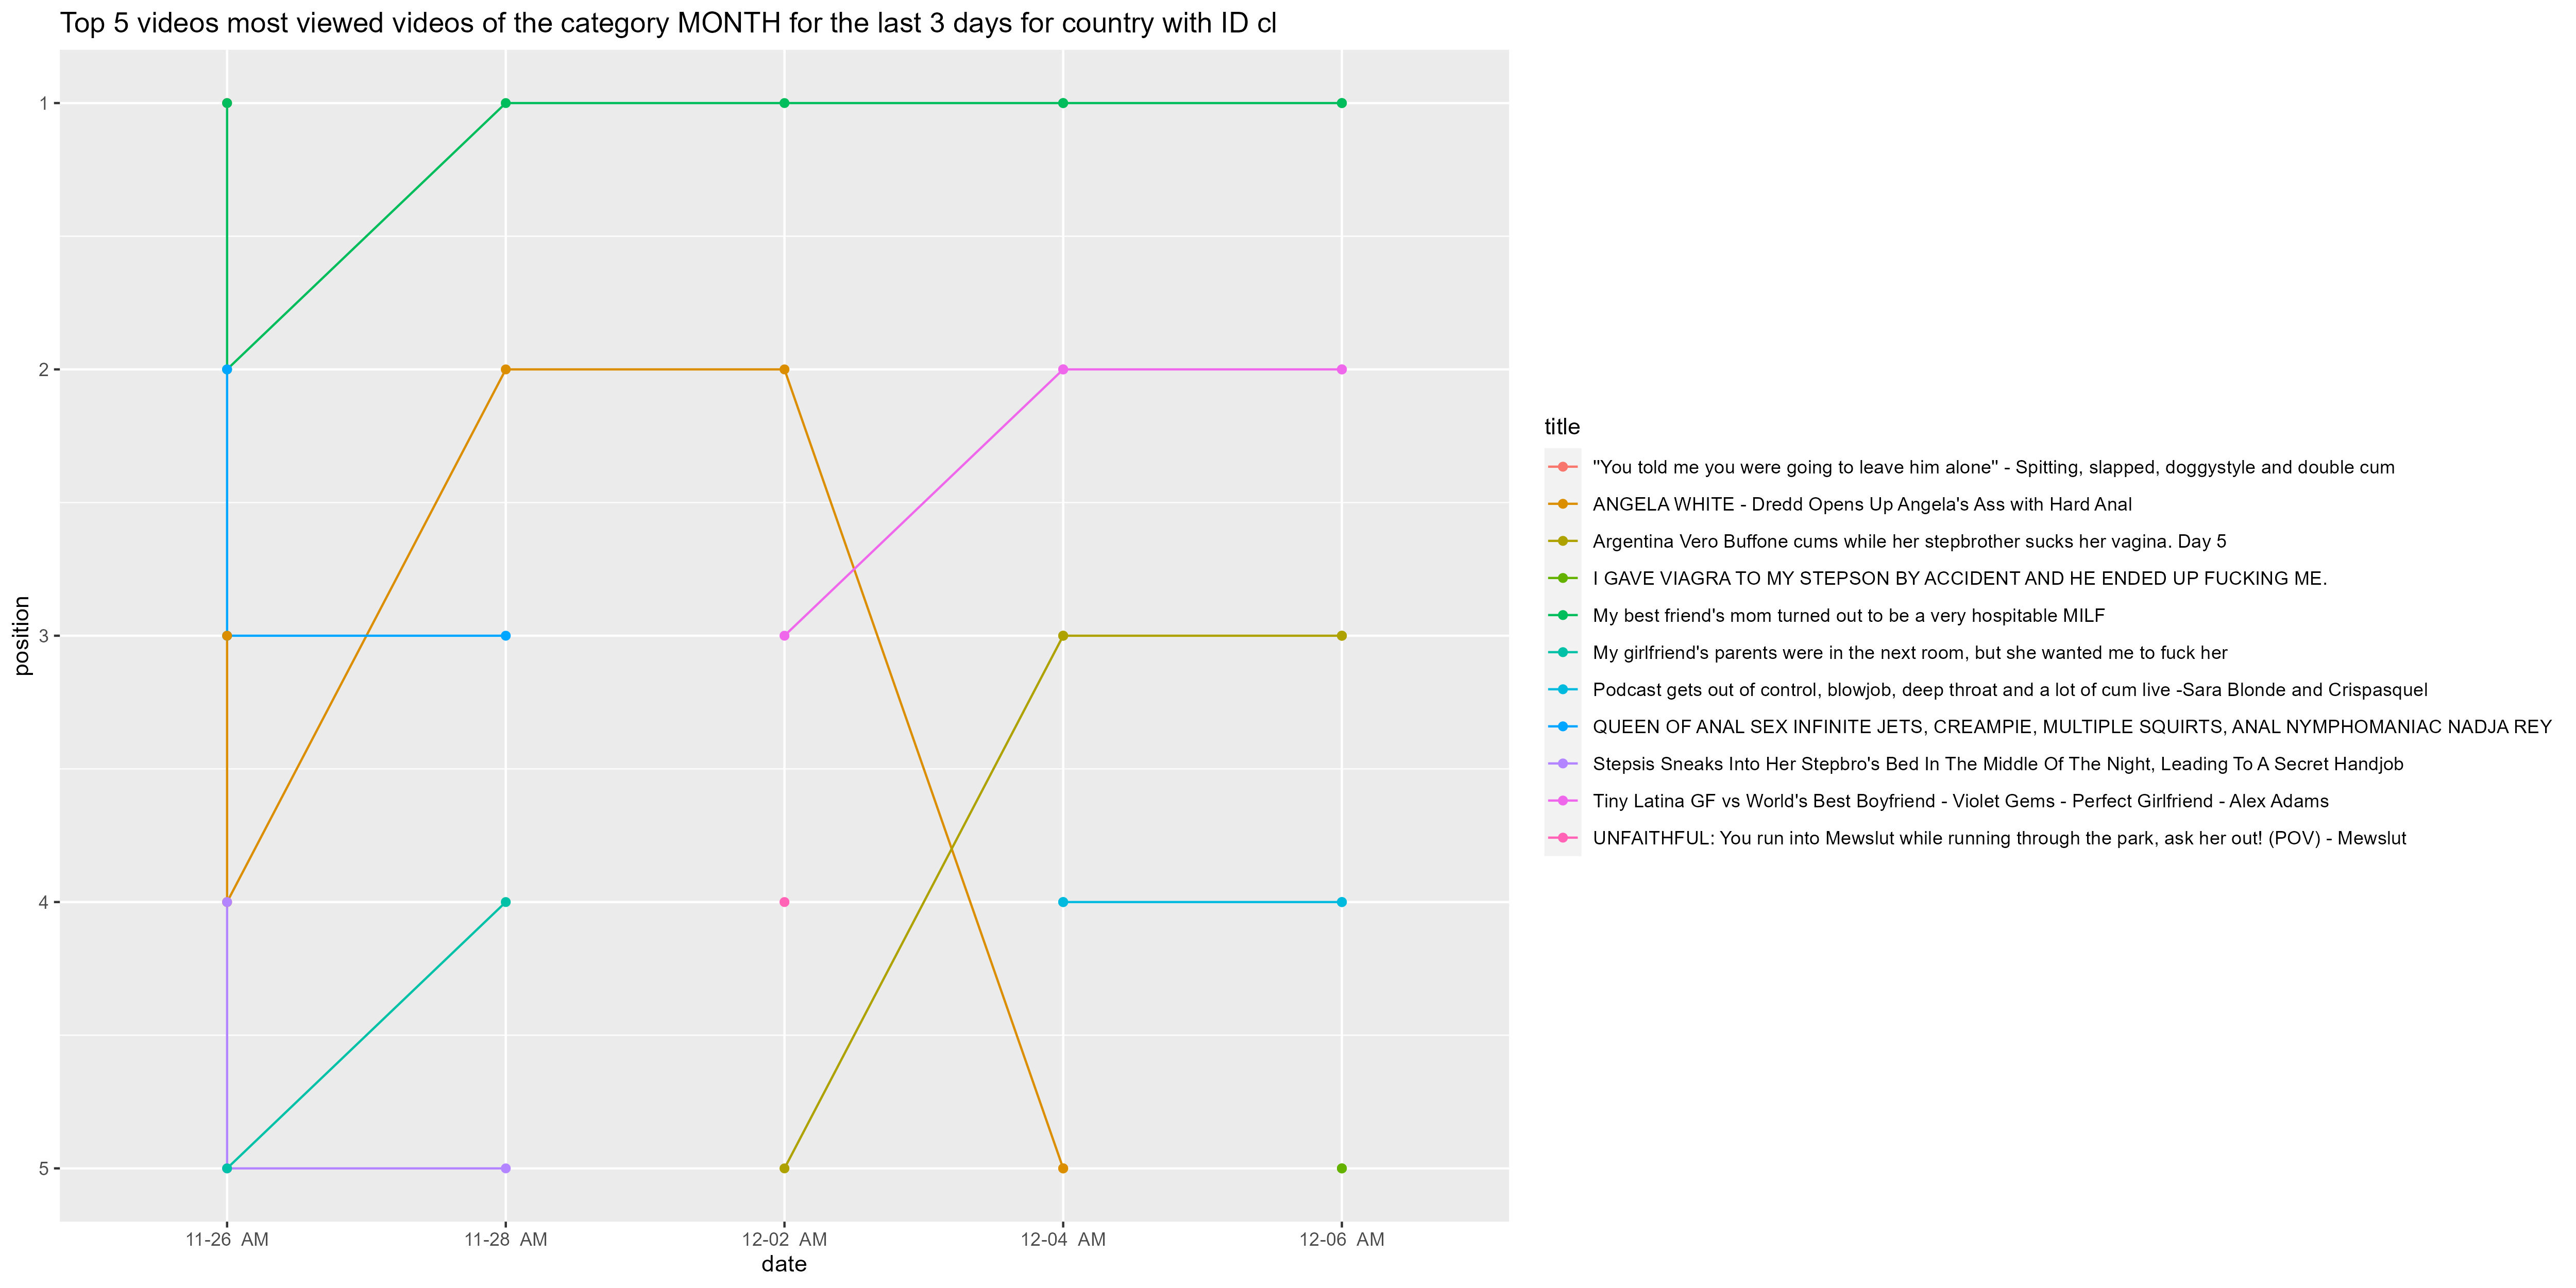 Top 5 videos most viewed videos of the category MONTH for the last 3 days for country with ID cl
position
1
2
3
4
5
11-26 AM
11-28 AM
12-02 AM
12-04 AM
12-06 AM
date
title
"You told me you were going to leave him alone" - Spitting, slapped, doggystyle and double cum
ANGELA WHITE - Dredd Opens Up Angela's Ass with Hard Anal
Argentina Vero Buffone cums while her stepbrother sucks her vagina. Day 5
I GAVE VIAGRA TO MY STEPSON BY ACCIDENT AND HE ENDED UP FUCKING ME.
My best friend's mom turned out to be a very hospitable MILF
My girlfriend's parents were in the next room, but she wanted me to fuck her
Podcast gets out of control, blowjob, deep throat and a lot of cum live -Sara Blonde and Crispasquel
QUEEN OF ANAL SEX INFINITE JETS, CREAMPIE, MULTIPLE SQUIRTS, ANAL NYMPHOMANIAC NADJA REY
Stepsis Sneaks Into Her Stepbro's Bed In The Middle Of The Night, Leading To A Secret Handjob
Tiny Latina GF vs World's Best Boyfriend - Violet Gems - Perfect Girlfriend - Alex Adams
UNFAITHFUL: You run into Mewslut while running through the park, ask her out! (POV) - Mewslut